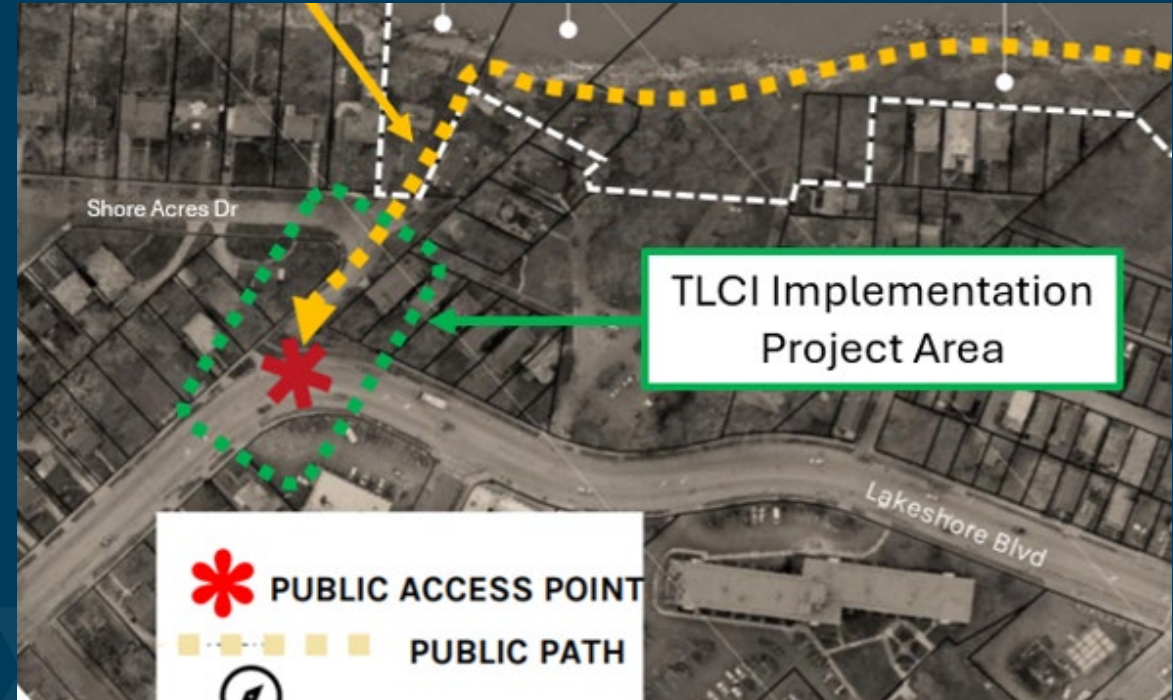 Shore Acres Dr
TLCI Implementation
Project Area
Lakeshore Blvd
PUBLIC ACCESS POINT
PUBLIC PATH